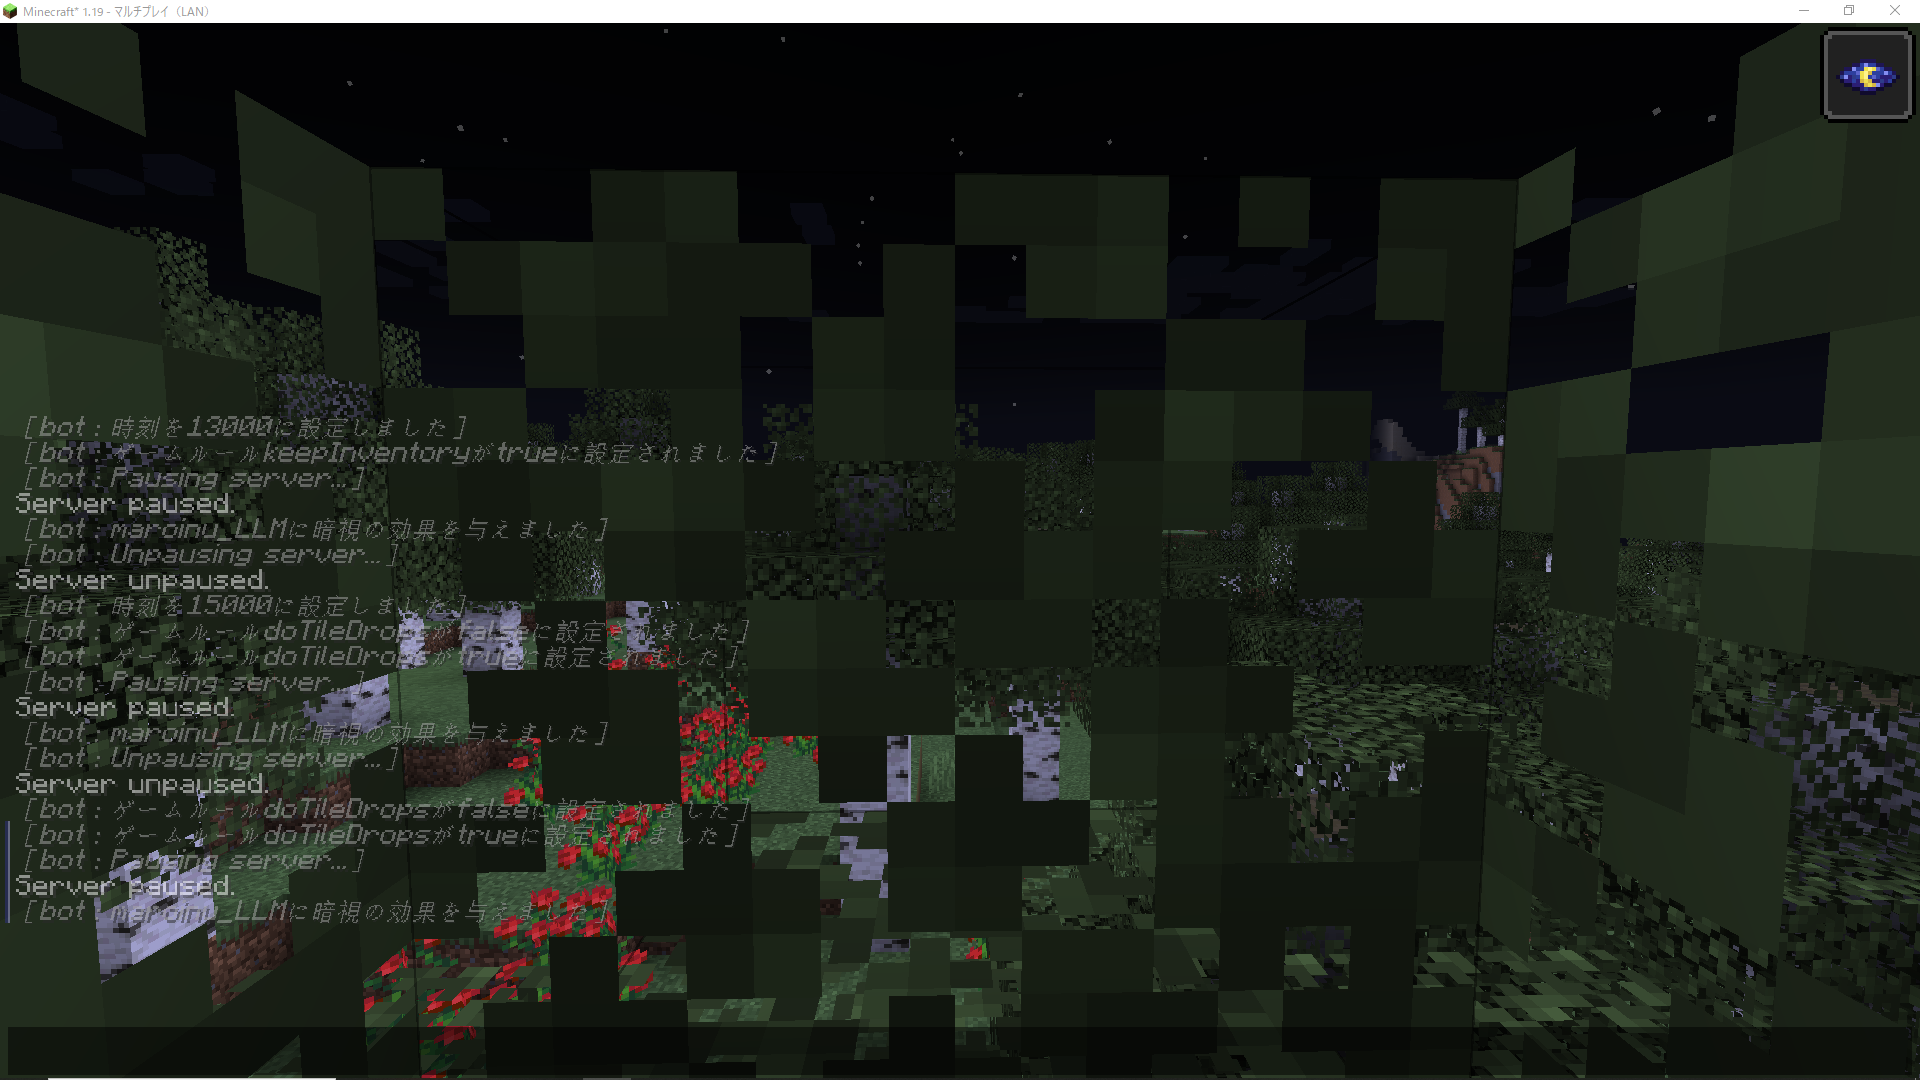 Minecraft* 1.19 - マルチプレイ（LAN）
[bot: 時刻を13000に設定しました]
[bot: ゲームルールkeepInventoryがtrueに設定されました]
[bot: Pausing server...]
Server paused.
[bot: maroinu_LLMに暗視の効果を与えました]
[bot: Unpausing server...]
Server unpaused.
[bot: 時刻を15000に設定しました]
[bot: ゲームルールdoTileDropsがfalseに設定されました]
[bot: ゲームルールdoTileDropsがtrueに設定されました]
[bot: Pausing server...]
Server paused.
[bot: maroinu_LLMに暗視の効果を与えました]
[bot: Unpausing server...]
Server unpaused.
[bot: ゲームルールdoTileDropsがfalseに設定されました]
[bot: ゲームルールdoTileDropsがtrueに設定されました]
[bot: Pausing server...]
Server paused.
[bot: maroinu_LLMに暗視の効果を与えました]